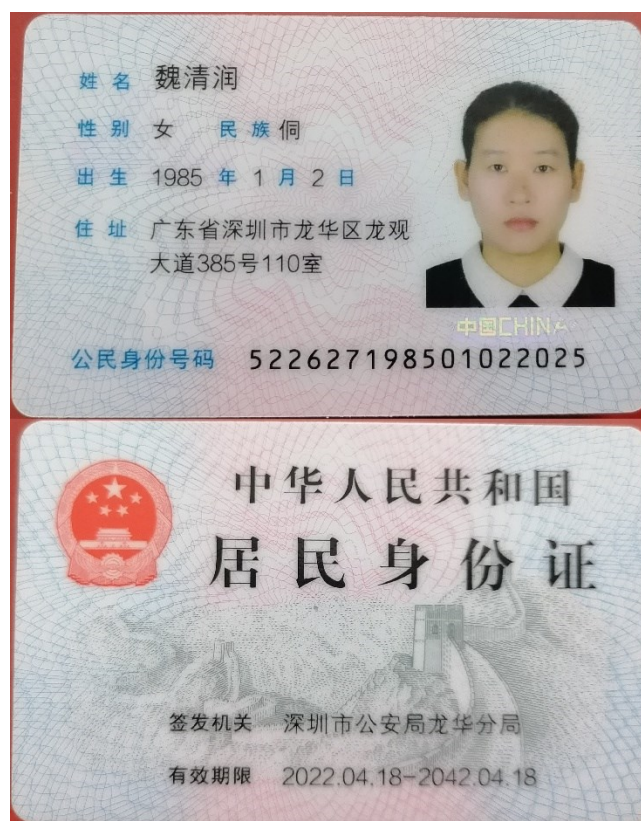 姓名 魏清润
性别 女 民族 侗
出生 1985 年 1 月 2 日
住址 广东省深圳市龙华区龙观
大道385号110室
中国CHINA
公民身份号码 522627198501022025
中华人民共和国
居民身份证
签发机关 深圳市公安局龙华分局
有效期限 2022.04.18-2042.04.18